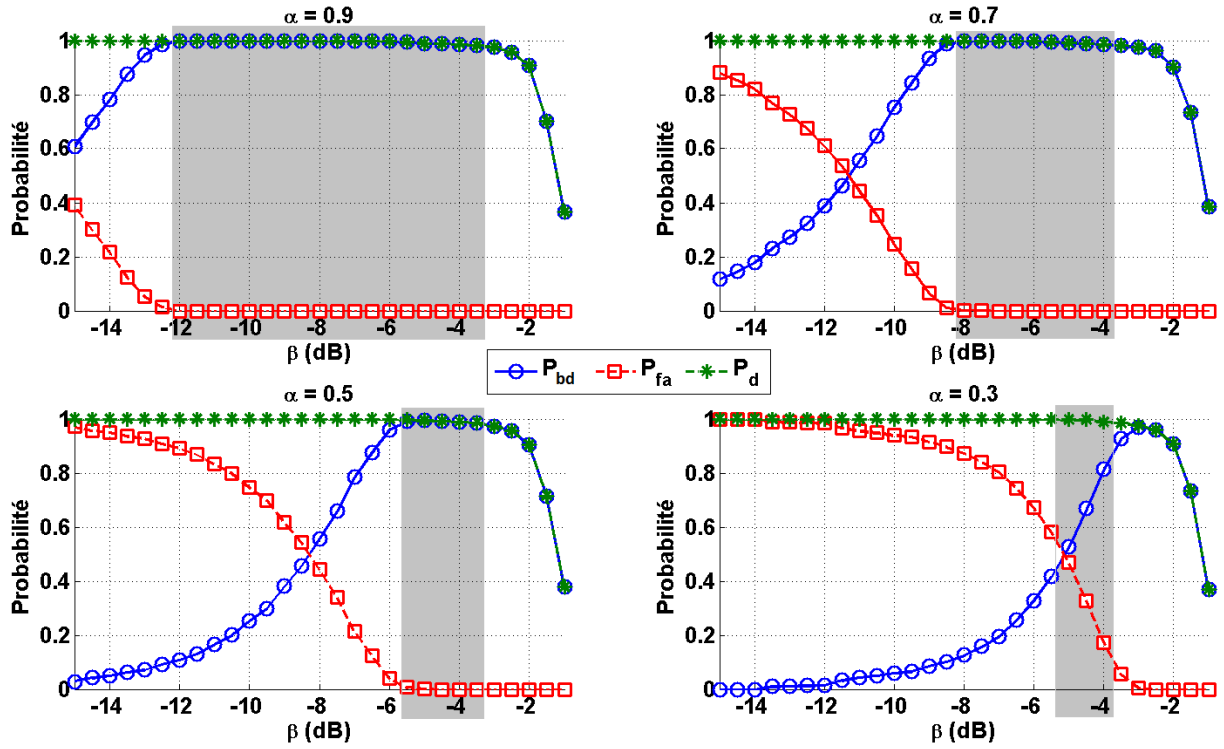 α = 0.9
Probabilité
1
0.8
0.6
0.4
0.2
0
-14 -12 -10 -8 -6 -4 -2
β (dB)
α = 0.7
Probabilité
1
0.8
0.6
0.4
0.2
0
-14 -12 -10 -8 -6 -4 -2
β (dB)
P_bd P_fa P_d
α = 0.5
Probabilité
1
0.8
0.6
0.4
0.2
0
-14 -12 -10 -8 -6 -4 -2
β (dB)
α = 0.3
Probabilité
1
0.8
0.6
0.4
0.2
0
-14 -12 -10 -8 -6 -4 -2
β (dB)